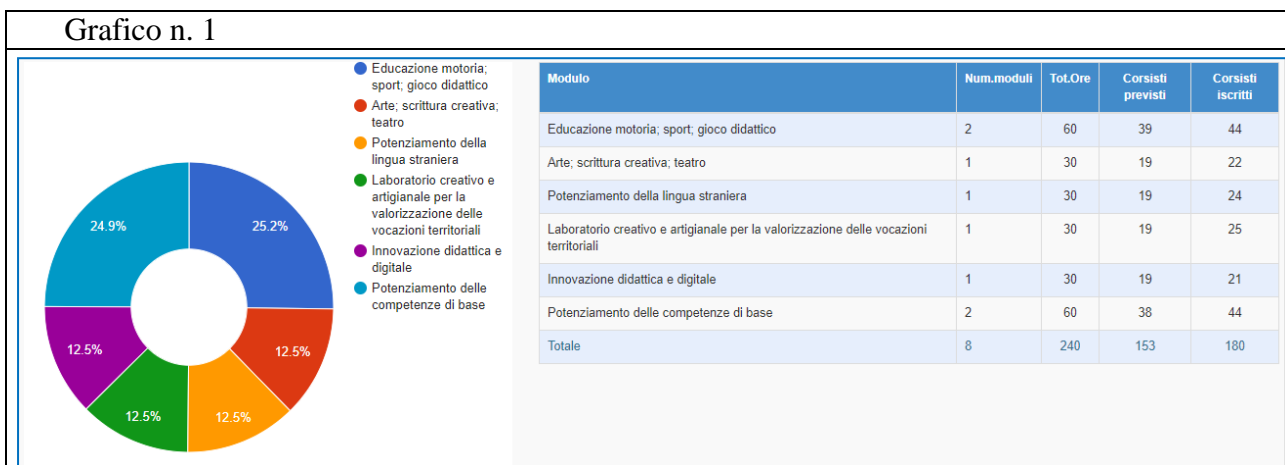 Grafico n. 1
Educazione motoria;
sport; gioco didattico
Arte; scrittura creativa;
teatro
Potenziamento della
lingua straniera
Laboratorio creativo e
artigianale per la
valorizzazione delle
vocazioni territoriali
Innovazione didattica e
digitale
Potenziamento delle
competenze di base
24.9%
25.2%
12.5%
12.5%
12.5%
12.5%
Modulo Num.moduli Tot.Ore Corsisti previsti Corsisti iscritti
Educazione motoria; sport; gioco didattico 2 60 39 44
Arte; scrittura creativa; teatro 1 30 19 22
Potenziamento della lingua straniera 1 30 19 24
Laboratorio creativo e artigianale per la valorizzazione delle vocazioni 1 30 19 25
territoriali
Innovazione didattica e digitale 1 30 19 21
Potenziamento delle competenze di base 2 60 38 44
Totale 8 240 153 180